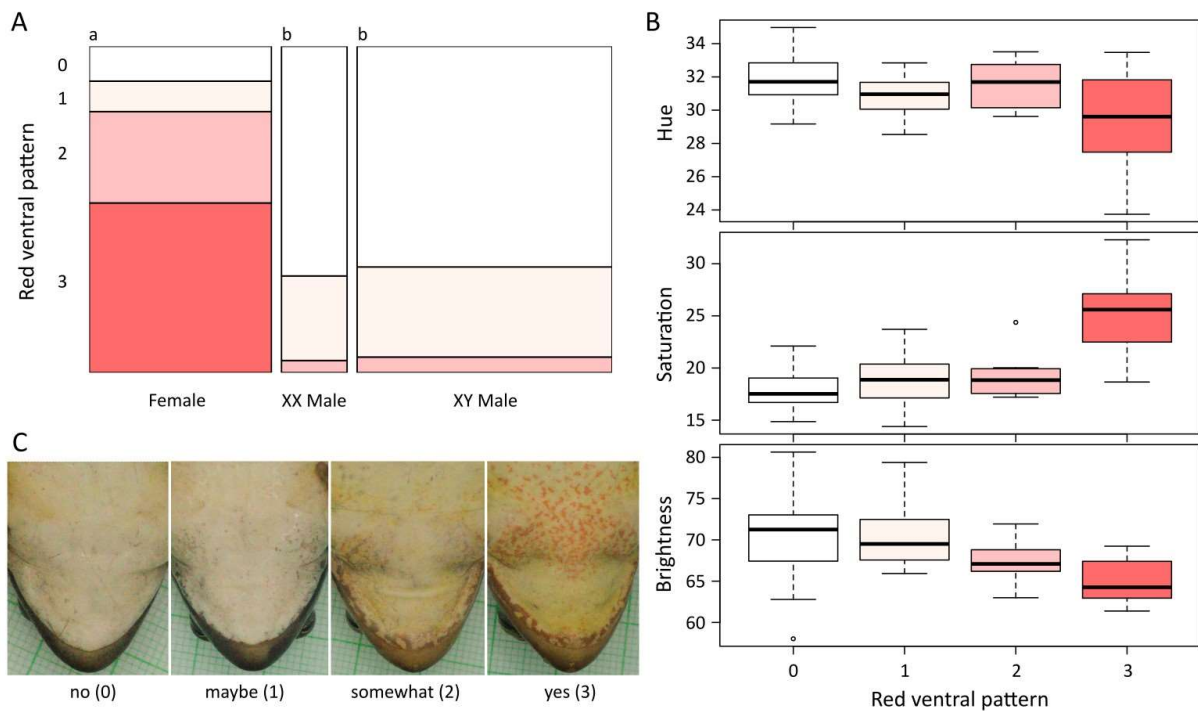 A
a b b
0
1
2
3
Red ventral pattern
Female XX Male XY Male
B
34
32
30
28
26
24
Hue
30
25
20
15
Saturation
80
75
70
65
60
Brightness
0 1 2 3
Red ventral pattern
C
no (0) maybe (1) somewhat (2) yes (3)